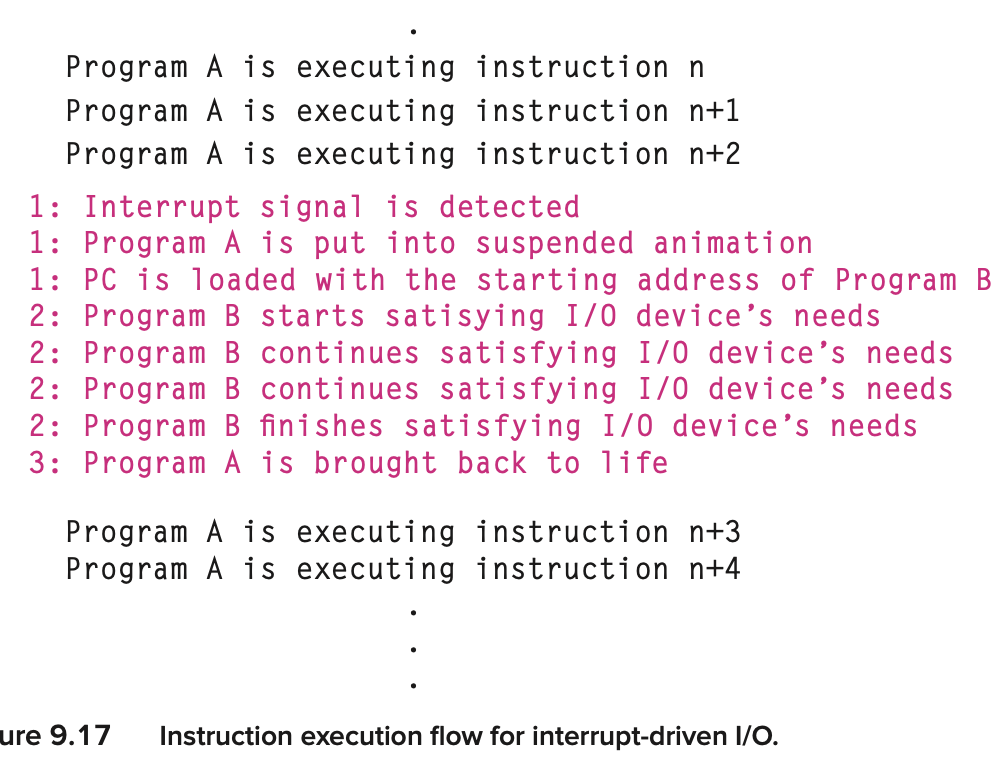 .
Program A is executing instruction n
Program A is executing instruction n+1
Program A is executing instruction n+2
1: Interrupt signal is detected
1: Program A is put into suspended animation
1: PC is loaded with the starting address of Program B
2: Program B starts satisying I/O device’s needs
2: Program B continues satisfying I/O device’s needs
2: Program B continues satisfying I/O device’s needs
2: Program B finishes satisfying I/O device’s needs
3: Program A is brought back to life
Program A is executing instruction n+3
Program A is executing instruction n+4
.
.
.
ure 9.17 Instruction execution flow for interrupt-driven I/O.